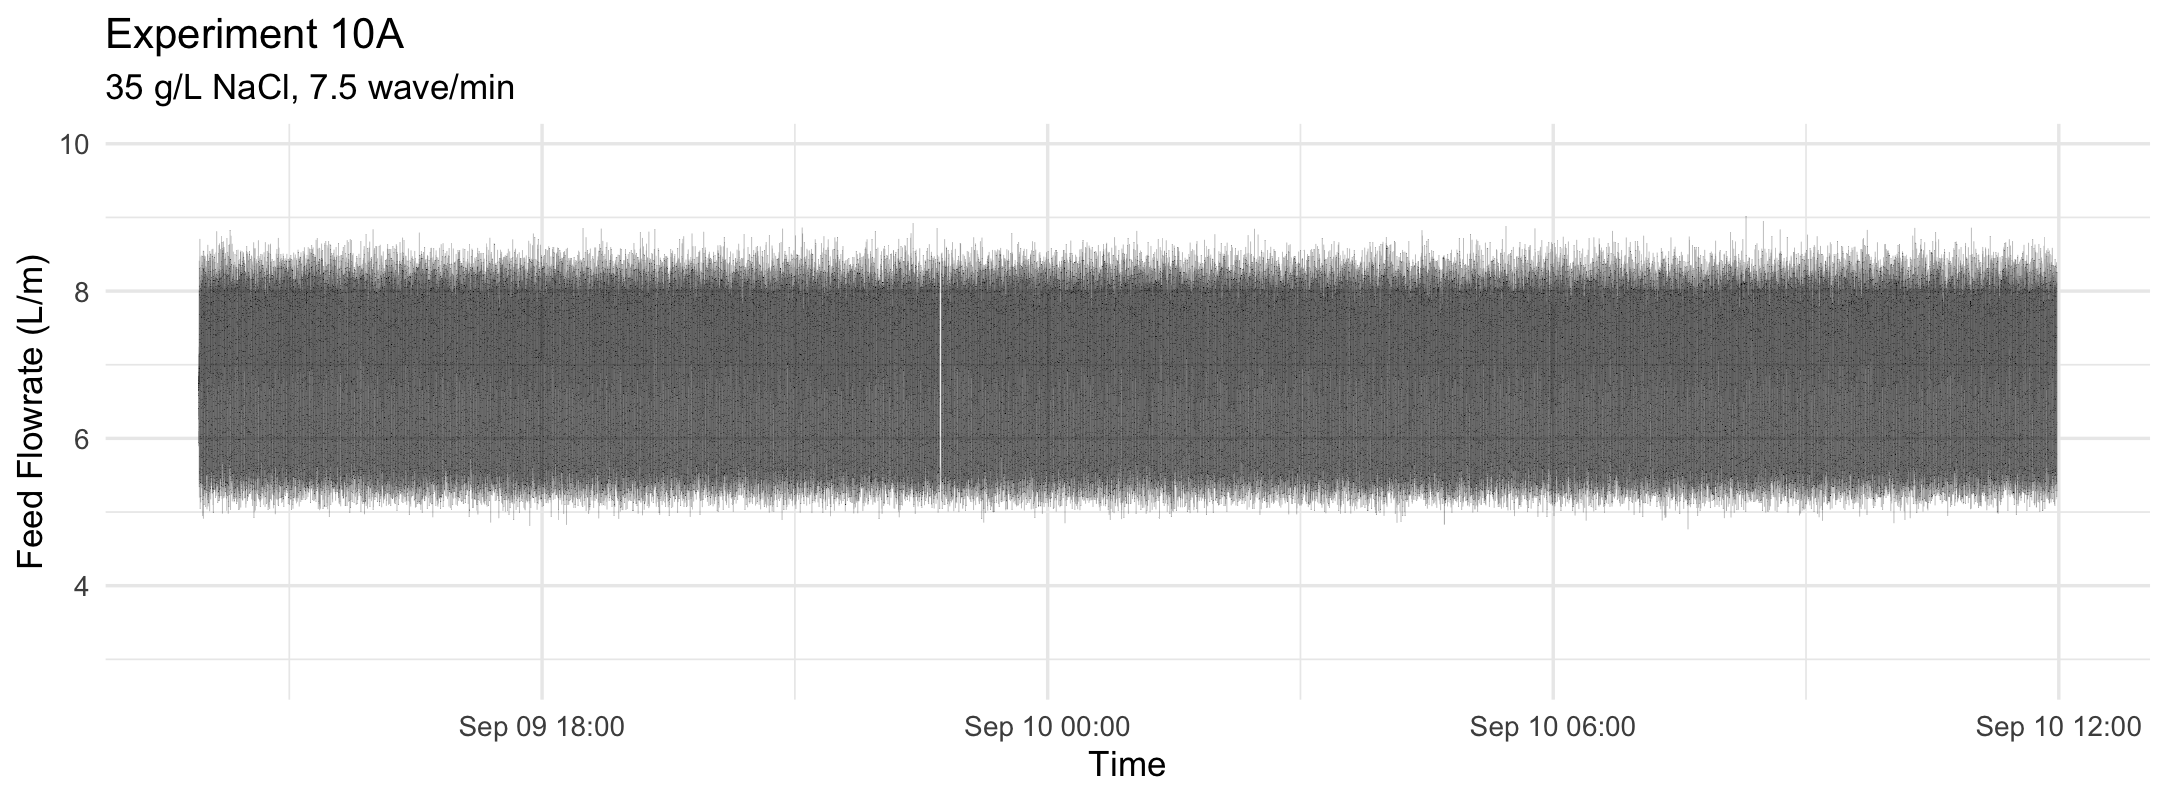 Experiment 10A
35 g/L NaCl, 7.5 wave/min
Feed Flowrate (L/m)
10
8
6
4
Sep 09 18:00
Sep 10 00:00
Sep 10 06:00
Sep 10 12:00
Time